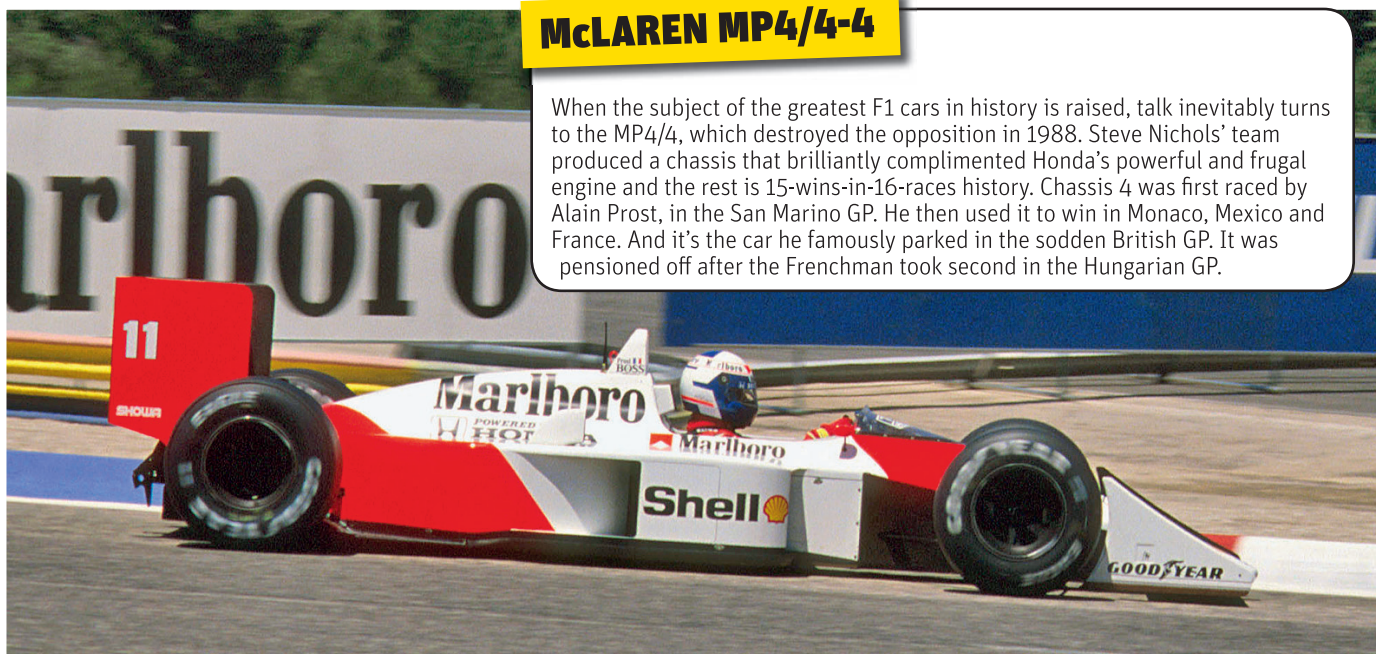 McLAREN MP4/4-4
When the subject of the greatest F1 cars in history is raised, talk inevitably turns
to the MP4/4, which destroyed the opposition in 1988. Steve Nichols’ team
produced a chassis that brilliantly complimented Honda’s powerful and frugal
engine and the rest is 15-wins-in-16-races history. Chassis 4 was first raced by
Alain Prost, in the San Marino GP. He then used it to win in Monaco, Mexico and
France. And it’s the car he famously parked in the sodden British GP. It was
pensioned off after the Frenchman took second in the Hungarian GP.
arlboro
11
SHOWA
Prost
BOSS
Marlboro
Marlboro
POWERED
HONDA
Marlboro
Shell
GOODYEAR